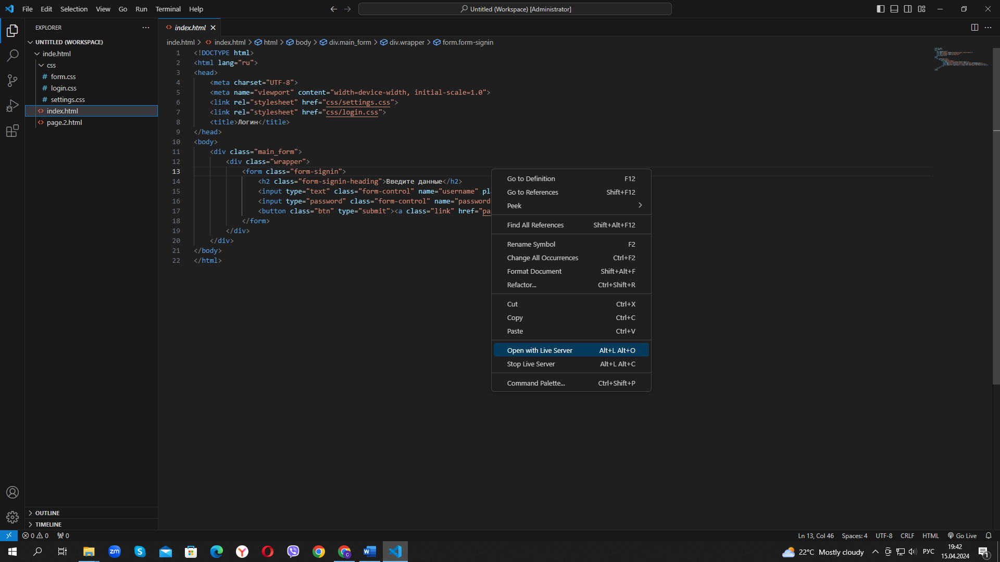 File Edit Selection View Go Run Terminal Help
Untitled (Workspace) [Administrator]
EXPLORER
UNTITLED (WORKSPACE)
inde.html
css
# form.css
# login.css
# settings.css
<> index.html
<> page.2.html
OUTLINE
TIMELINE
<> index.html
inde.html > <> index.html > html > body > div.main_form > div.wrapper > form.form-signin
1 <!DOCTYPE html>
2 <html lang="ru">
3 <head>
4 <meta charset="UTF-8">
5 <meta name="viewport" content="width=device-width, initial-scale=1.0">
6 <link rel="stylesheet" href="css/settings.css">
7 <link rel="stylesheet" href="css/login.css">
8 <title>Логин</title>
9 </head>
10 <body>
11 <div class="main_form">
12 <div class="wrapper">
13 <form class="form-signin">
14 <h2 class="form-signin-heading">Введите данные</h2>
15 <input type="text" class="form-control" name="username" pl
16 <input type="password" class="form-control" name="password
17 <button class="btn" type="submit"><a class="link" href="pa
18 </form>
19 </div>
20 </div>
21 </body>
22 </html>
Go to Definition F12
Go to References Shift+F12
Peek
Find All References Shift+Alt+F12
Rename Symbol F2
Change All Occurrences Ctrl+F2
Format Document Shift+Alt+F
Refactor... Ctrl+Shift+R
Cut Ctrl+X
Copy Ctrl+C
Paste Ctrl+V
Open with Live Server Alt+L Alt+O
Stop Live Server Alt+L Alt+C
Command Palette... Ctrl+Shift+P
0 0 0
Ln 13, Col 46 Spaces: 4 UTF-8 CRLF HTML Go Live
zm
22°C Mostly cloudy
РУС
19:42
15.04.2024
1